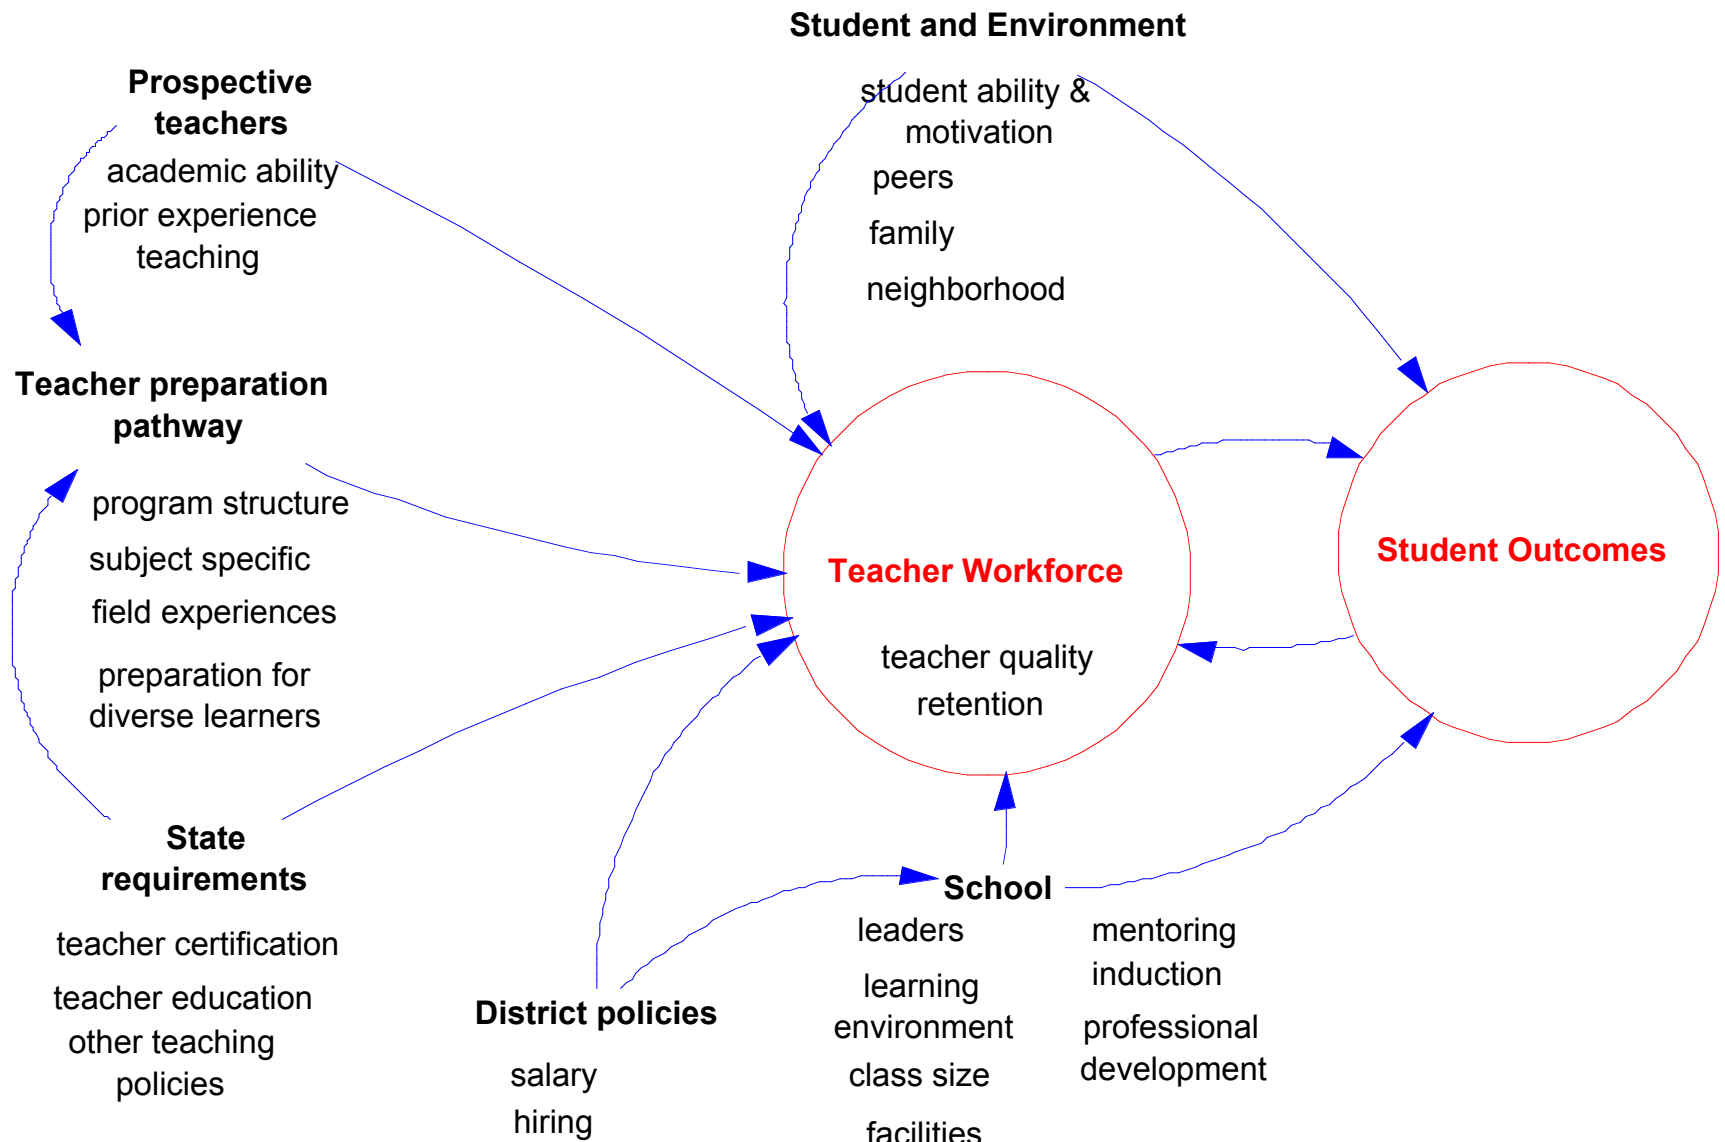 Student and Environment
student ability &
motivation
peers
family
neighborhood
Prospective
teachers
academic ability
prior experience
teaching
Teacher preparation
pathway
program structure
subject specific
field experiences
preparation for
diverse learners
Teacher Workforce
teacher quality
retention
Student Outcomes
State
requirements
teacher certification
teacher education
other teaching
policies
District policies
salary
hiring
School
leaders
learning
environment
class size
facilities
mentoring
induction
professional
development